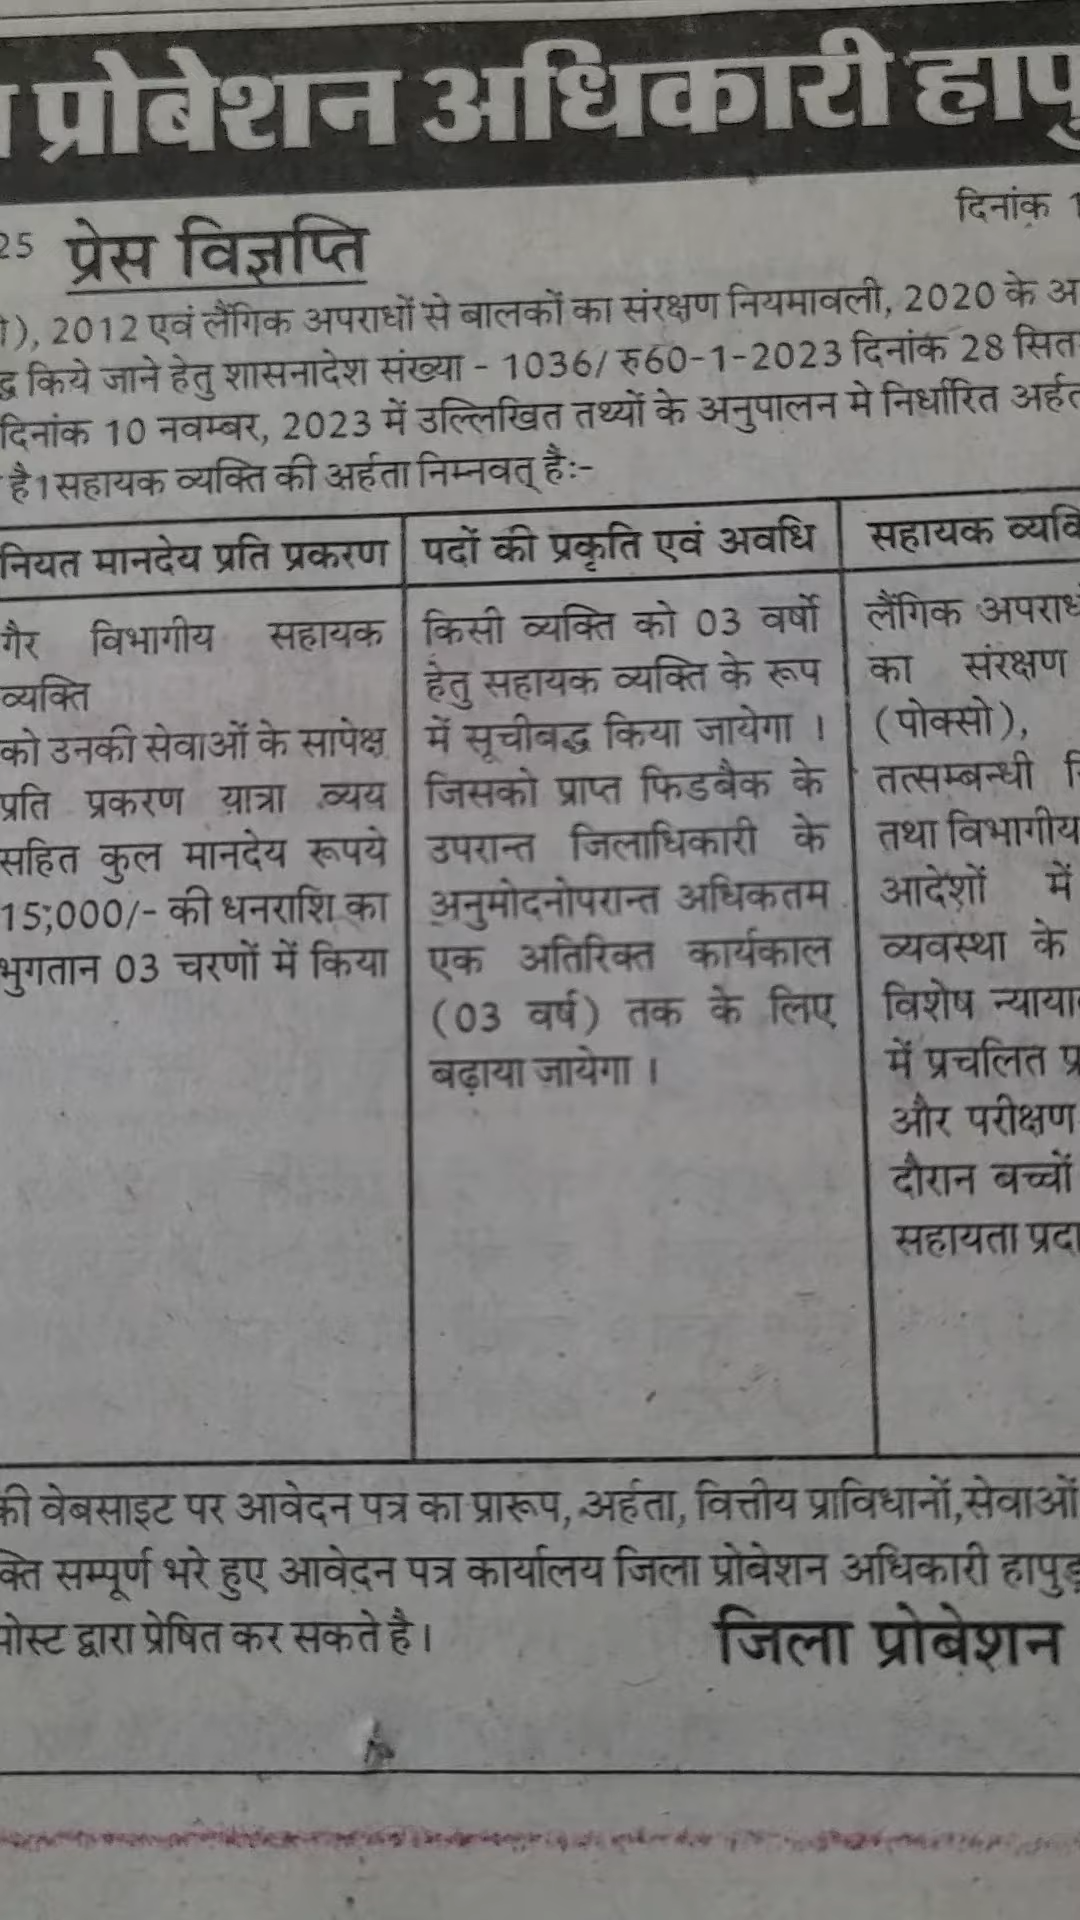 प्रोबेशन अधिकारी हापु
दिनांक 1
25 प्रेस विज्ञप्ति
), 2012 एवं लैंगिक अपराधों से बालकों का संरक्षण नियमावली, 2020 के अ
द्ध किये जाने हेतु शासनादेश संख्या - 1036/ रु60-1-2023 दिनांक 28 सित
दिनांक 10 नवम्बर, 2023 में उल्लिखित तथ्यों के अनुपालन मे निर्धारित अर्हत
है। सहायक व्यक्ति की अर्हता निम्नवत् हैः-
नियत मानदेय प्रति प्रकरण
गैर विभागीय सहायक
व्यक्ति
को उनकी सेवाओं के सापेक्ष
प्रति प्रकरण यात्रा व्यय
सहित कुल मानदेय रूपये
15,000/- की धनराशि का
भुगतान 03 चरणों में किया
पदों की प्रकृति एवं अवधि
किसी व्यक्ति को 03 वर्षो
हेतु सहायक व्यक्ति के रूप
में सूचीबद्ध किया जायेगा ।
जिसको प्राप्त फिडबैक के
उपरान्त जिलाधिकारी के
अनुमोदनोपरान्त अधिकतम
एक अतिरिक्त कार्यकाल
(03 वर्ष) तक के लिए
बढ़ाया जायेगा ।
सहायक व्यक्ति
लैंगिक अपराध
का संरक्षण
(पोक्सो),
तत्सम्बन्धी नि
तथा विभागीय
आदेशों में
व्यवस्था के
विशेष न्याया
में प्रचलित प्र
और परीक्षण
दौरान बच्चों
सहायता प्रदा
की वेबसाइट पर आवेदन पत्र का प्रारूप, अर्हता, वित्तीय प्राविधानों,सेवाओं
क्ति सम्पूर्ण भरे हुए आवेदन पत्र कार्यालय जिला प्रोबेशन अधिकारी हापुड़
पोस्ट द्वारा प्रेषित कर सकते है।
जिला प्रोबेशन